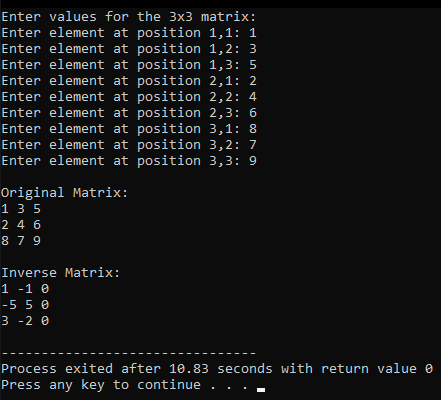 Enter values for the 3x3 matrix:
Enter element at position 1,1: 1
Enter element at position 1,2: 3
Enter element at position 1,3: 5
Enter element at position 2,1: 2
Enter element at position 2,2: 4
Enter element at position 2,3: 6
Enter element at position 3,1: 8
Enter element at position 3,2: 7
Enter element at position 3,3: 9
Original Matrix:
1 3 5
2 4 6
8 7 9
Inverse Matrix:
1 -1 0
-5 5 0
3 -2 0
--------------------------------
Process exited after 10.83 seconds with return value 0
Press any key to continue . . .